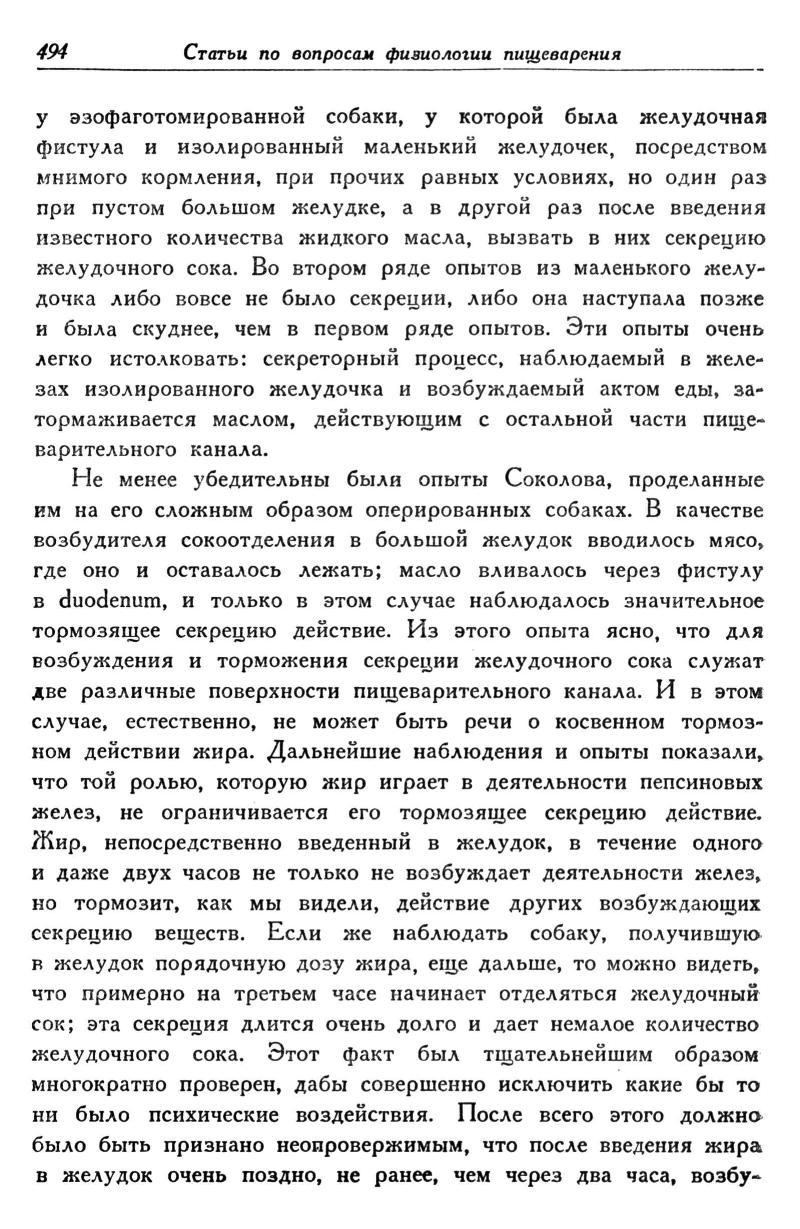 494 Статьи по вопросам физиологии пищеварения
у эзофаготомированной собаки, у которой была желудочная
фистула и изолированный маленький желудочек, посредством
мнимого кормления, при прочих равных условиях, но один раз
при пустом большом желудке, а в другой раз после введения
известного количества жидкого масла, вызвать в них секрецию
желудочного сока. Во втором ряде опытов из маленького желу-
дочка либо вовсе не было секреции, либо она наступала позже
и была скуднее, чем в первом ряде опытов. Эти опыты очень
легко истолковать: секреторный процесс, наблюдаемый в желе-
зах изолированного желудочка и возбуждаемый актом еды, за-
тормаживается маслом, действующим с остальной части пище-
варительного канала.
Не менее убедительны были опыты Соколова, проделанные
им на его сложным образом оперированных собаках. В качестве
возбудителя сокоотделения в большой желудок вводилось мясо,
где оно и оставалось лежать; масло вливалось через фистулу
в duodenum, и только в этом случае наблюдалось значительное
тормозящее секрецию действие. Из этого опыта ясно, что для
возбуждения и торможения секреции желудочного сока служат
две различные поверхности пищеварительного канала. И в этом
случае, естественно, не может быть речи о косвенном тормоз-
ном действии жира. Дальнейшие наблюдения и опыты показали,
что той ролью, которую жир играет в деятельности пепсиновых
желез, не ограничивается его тормозящее секрецию действие.
Жир, непосредственно введенный в желудок, в течение одного
и даже двух часов не только не возбуждает деятельности желез,
но тормозит, как мы видели, действие других возбуждающих
секрецию веществ. Если же наблюдать собаку, получившую
в желудок порядочную дозу жира, еще дальше, то можно видеть,
что примерно на третьем часе начинает отделяться желудочный
сок; эта секреция длится очень долго и дает немалое количество
желудочного сока. Этот факт был тщательнейшим образом
многократно проверен, дабы совершенно исключить какие бы то
ни было психические воздействия. После всего этого должно
было быть признано неопровержимым, что после введения жира
в желудок очень поздно, не ранее, чем через два часа, возбу-